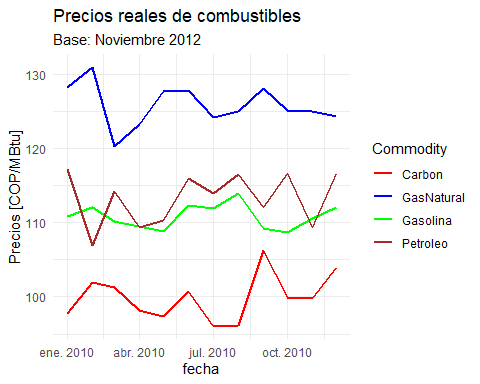 Precios reales de combustibles
Base: Noviembre 2012
Precios [COP/MBtu]
130
120
110
100
ene. 2010
abr. 2010
jul. 2010
oct. 2010
fecha
Commodity
Carbon
GasNatural
Gasolina
Petroleo